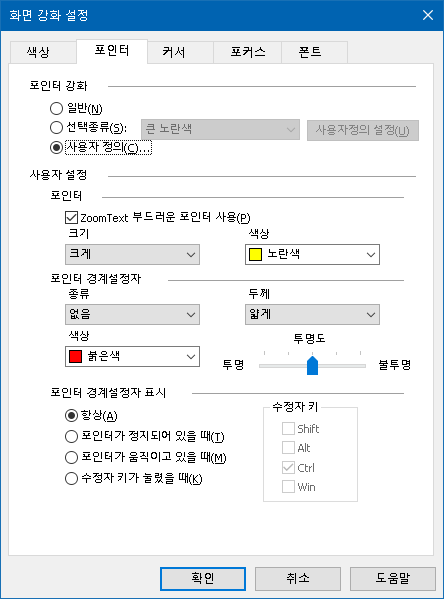 화면 강화 설정
색상 포인터 커서 포커스 폰트
포인터 강화
일반(N)
선택종류(S): 큰 노란색 사용자정의 설정(U)
사용자 정의(C)...
사용자 설정
포인터
ZoomText 부드러운 포인터 사용(P)
크기 색상
크게 노란색
포인터 경계설정자
종류 두께
없음 얇게
색상 투명도
붉은색 투명 불투명
포인터 경계설정자 표시 수정자 키
항상(A) Shift
포인터가 정지되어 있을 때(T) Alt
포인터가 움직이고 있을 때(M) Ctrl
수정자 키가 눌렸을 때(K) Win
확인 취소 도움말